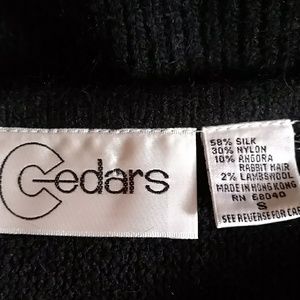 Cedars
58% SILK
30% NYLON
10% ANGORA
RABBIT HAIR
2% LAMBSWOOL
MADE IN HONG KONG
RN 68040
S
SEE REVERSE FOR CARE